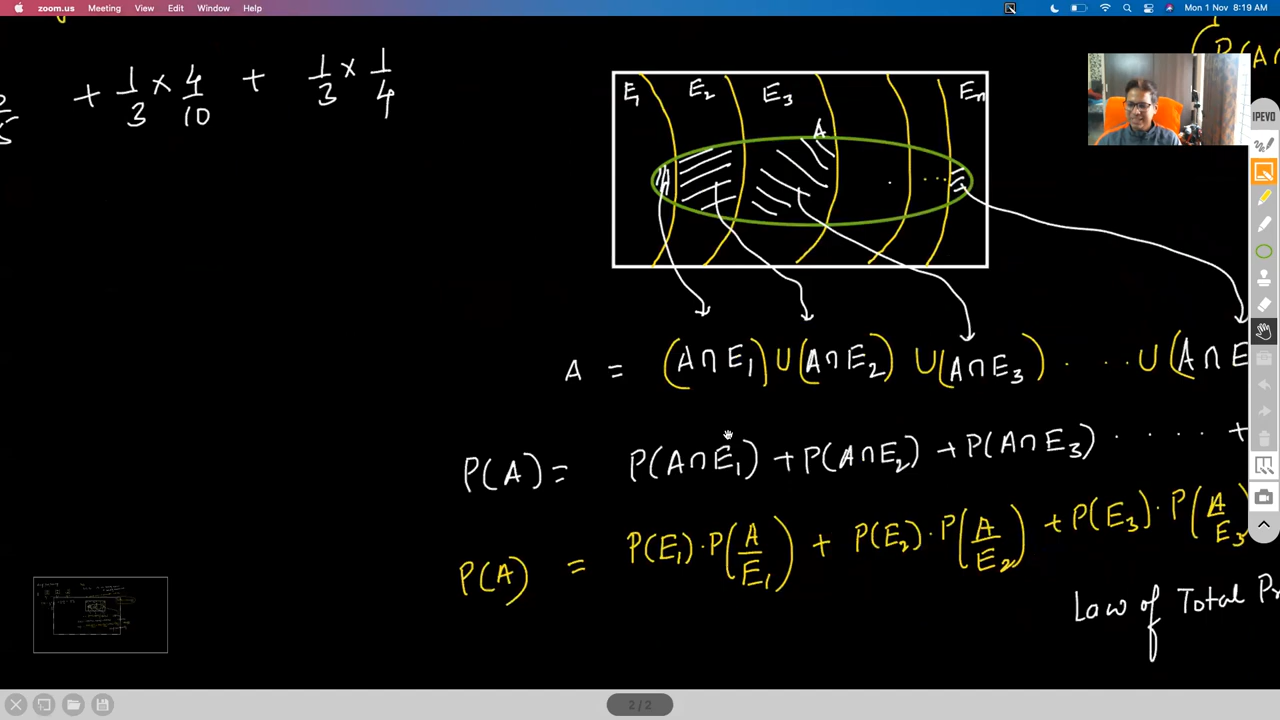 zoom.us Meeting View Edit Window Help
Mon 1 Nov 8:19 AM
+ 1/3 × 4/10 + 1/3 × 1/4
P(A
IPEVO
E₁ E₂ E₃ Eₙ
A
A = (A∩E₁) ∪ (A∩E₂) ∪ (A∩E₃) . ... ∪ (A∩E
P(A) = P(A∩E₁) + P(A∩E₂) + P(A∩E₃) ..... +
P(A) = P(E₁)·P(A/E₁) + P(E₂)·P(A/E₂) + P(E₃)·P(A/E₃
Law of Total Pr
2/2